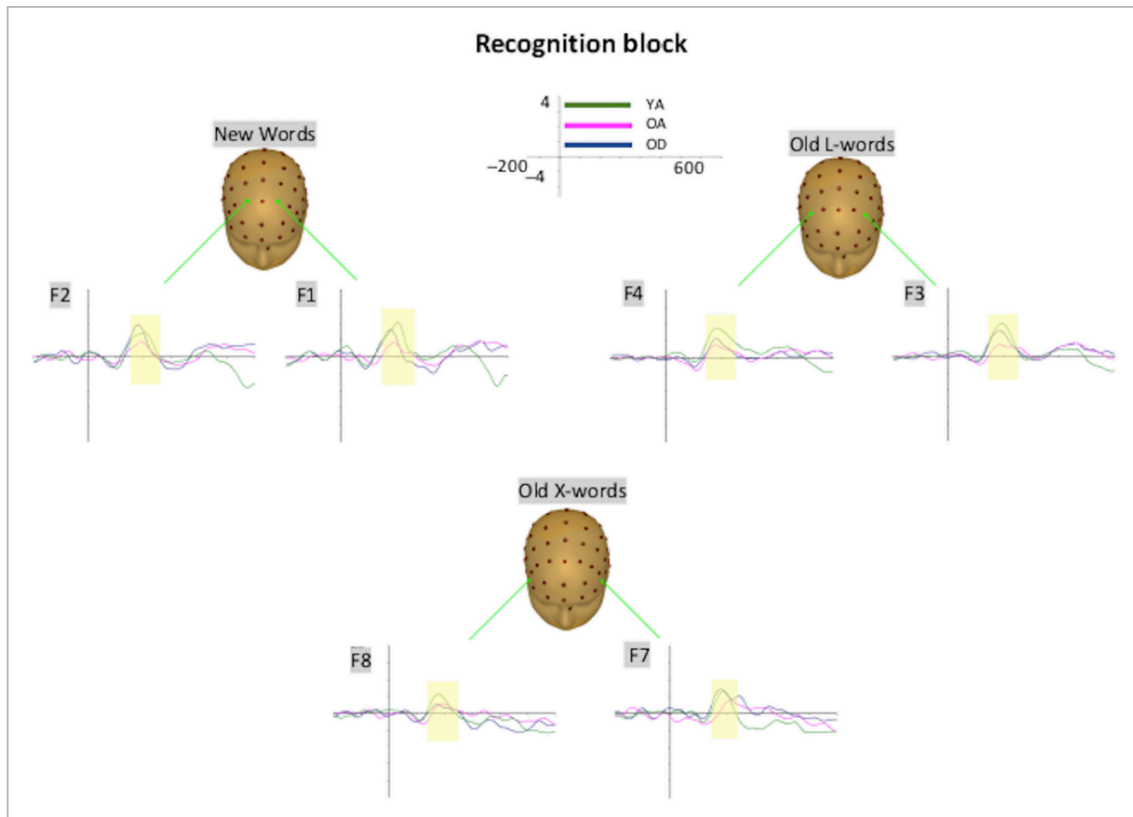 Recognition block
4
YA
OA
OD
–200
600
–4
New Words
Old L-words
F2
F1
F4
F3
Old X-words
F8
F7